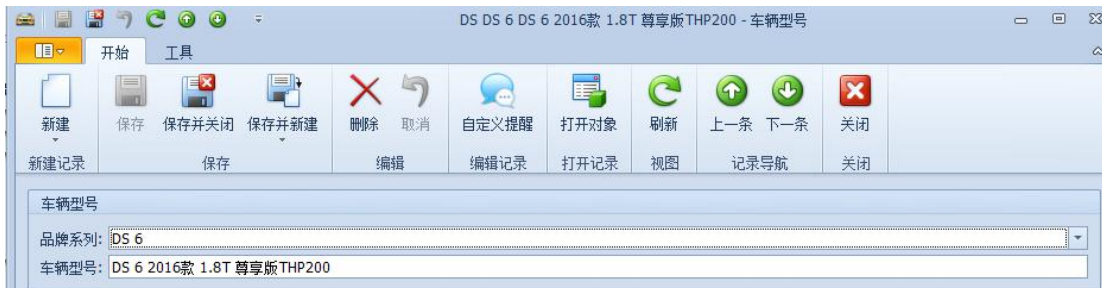 DS DS 6 DS 6 2016款 1.8T 尊享版THP200 - 车辆型号
开始 工具
新建 保存 保存并关闭 保存并新建 删除 取消 自定义提醒 打开对象 刷新 上一条 下一条 关闭
新建记录 保存 编辑 编辑记录 打开记录 视图 记录导航 关闭
车辆型号
品牌系列: DS 6
车辆型号: DS 6 2016款 1.8T 尊享版THP200